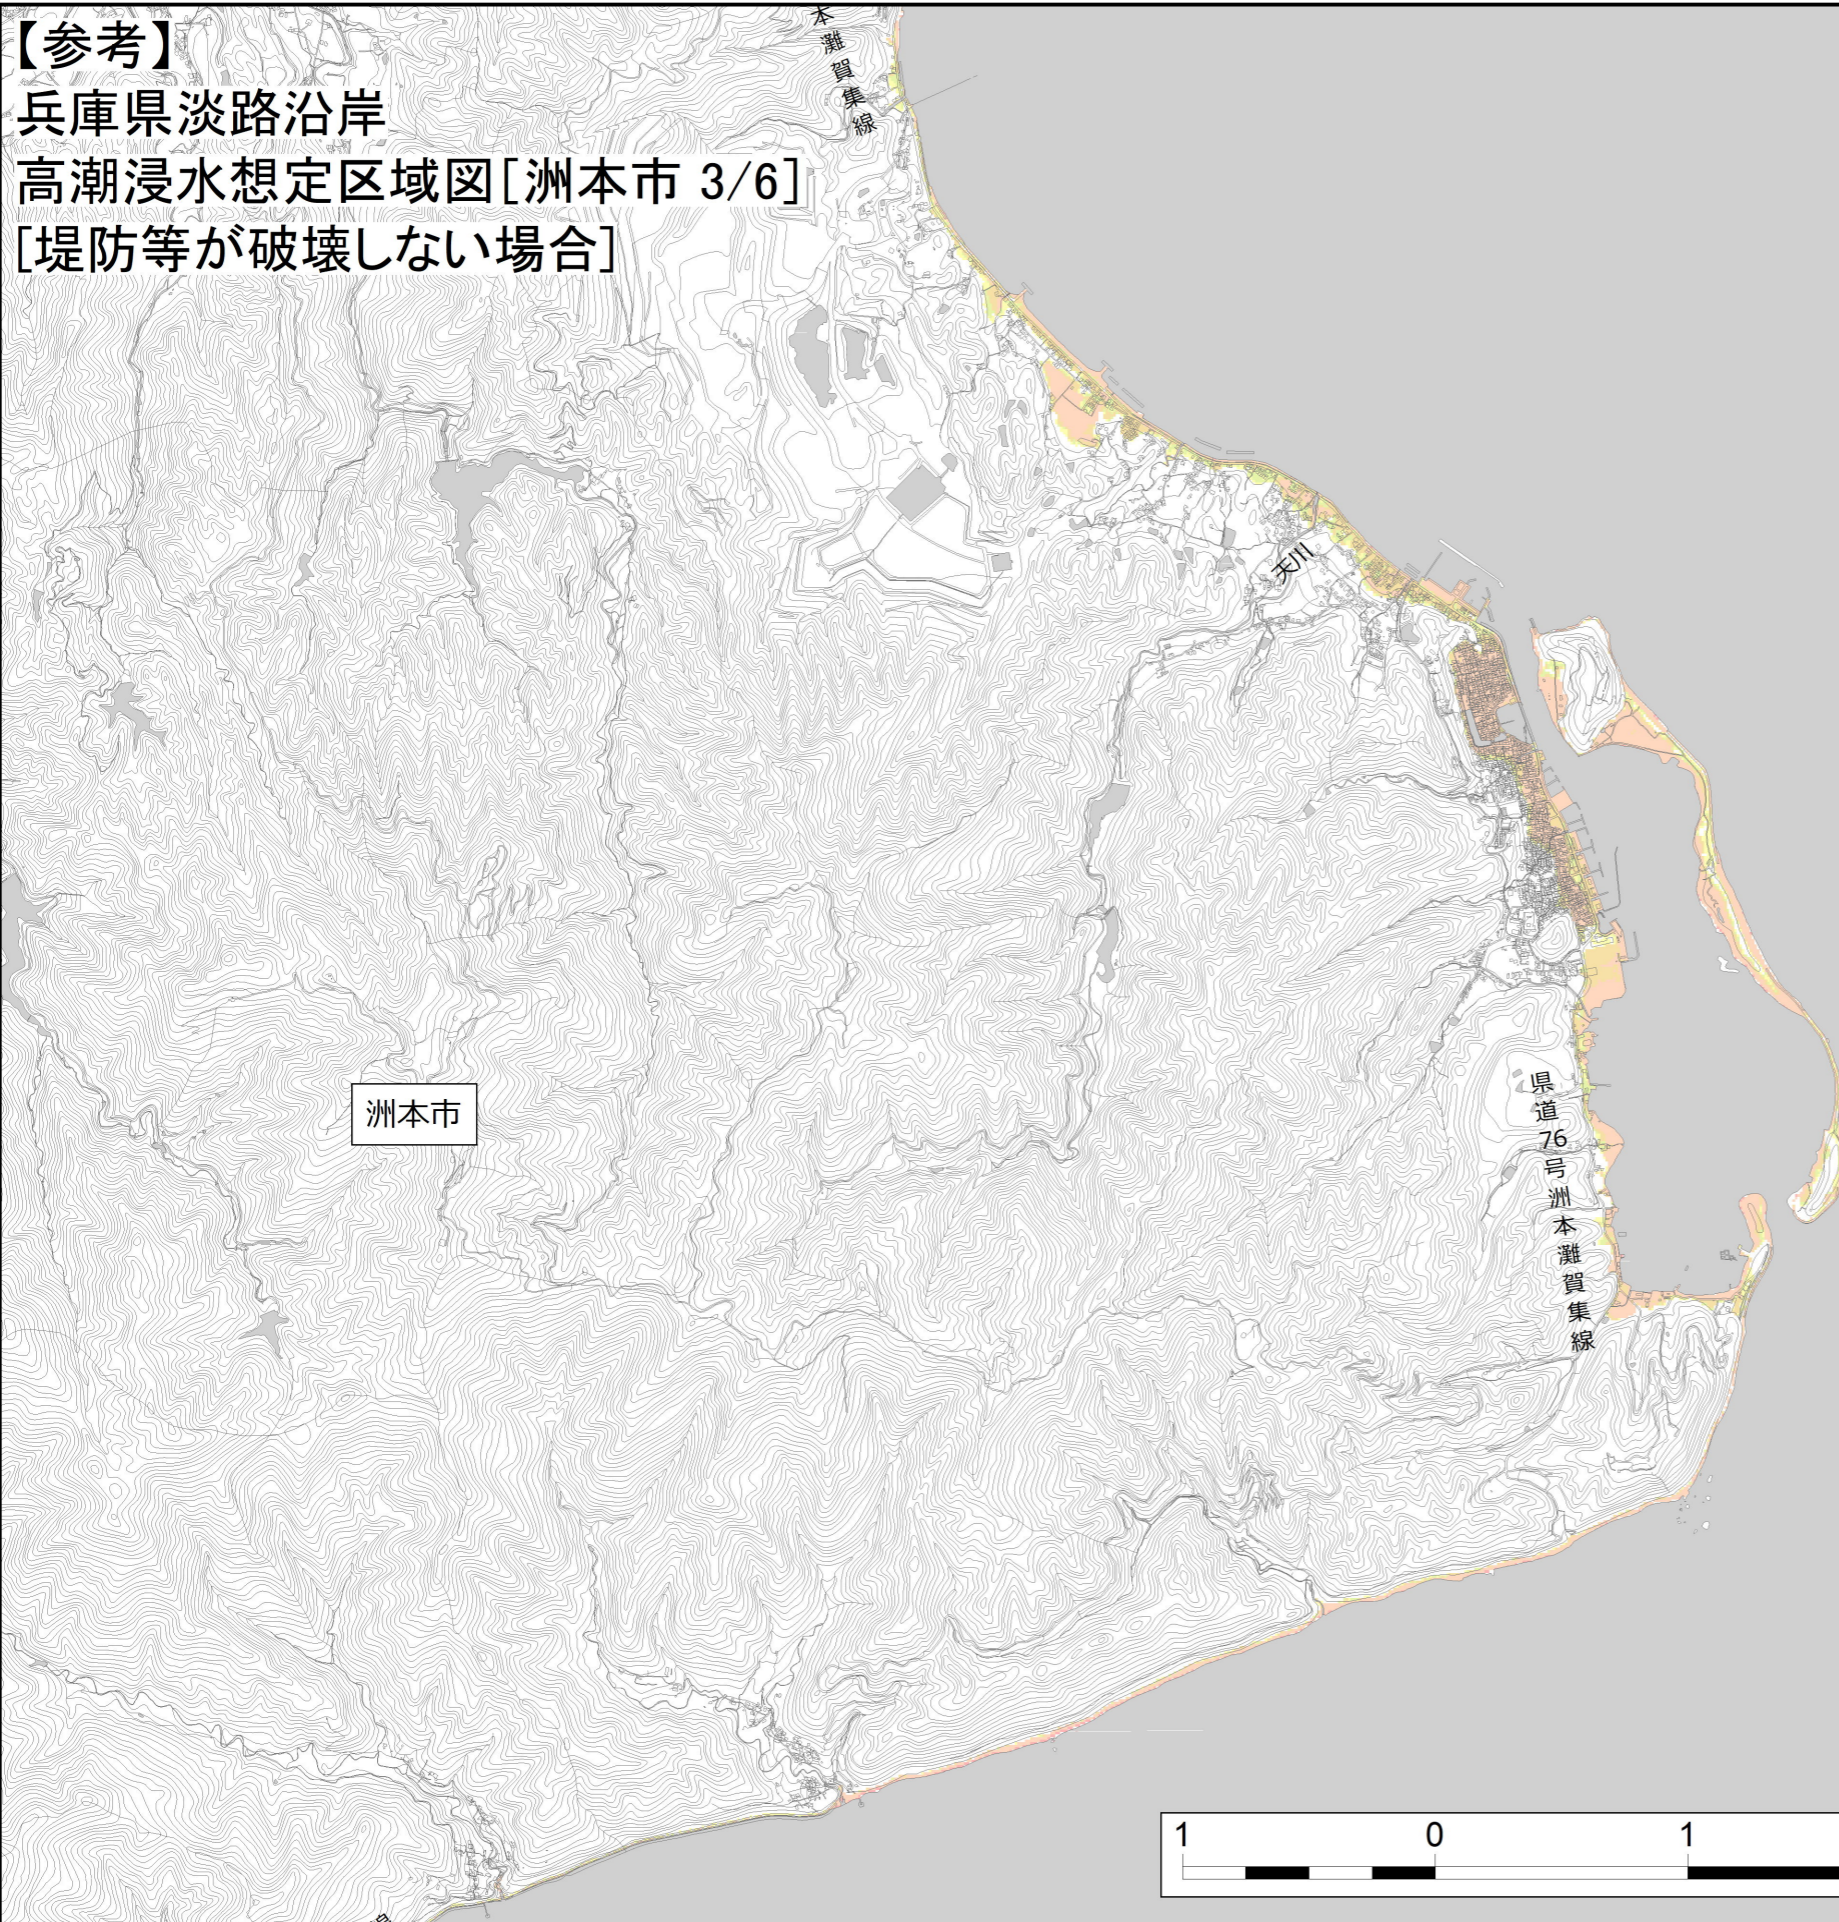 【参考】
兵庫県淡路沿岸
高潮浸水想定区域図[洲本市 3/6]
[堤防等が破壊しない場合]
本灘賀集線
天川
洲本市
県道76号洲本灘賀集線
1 0 1